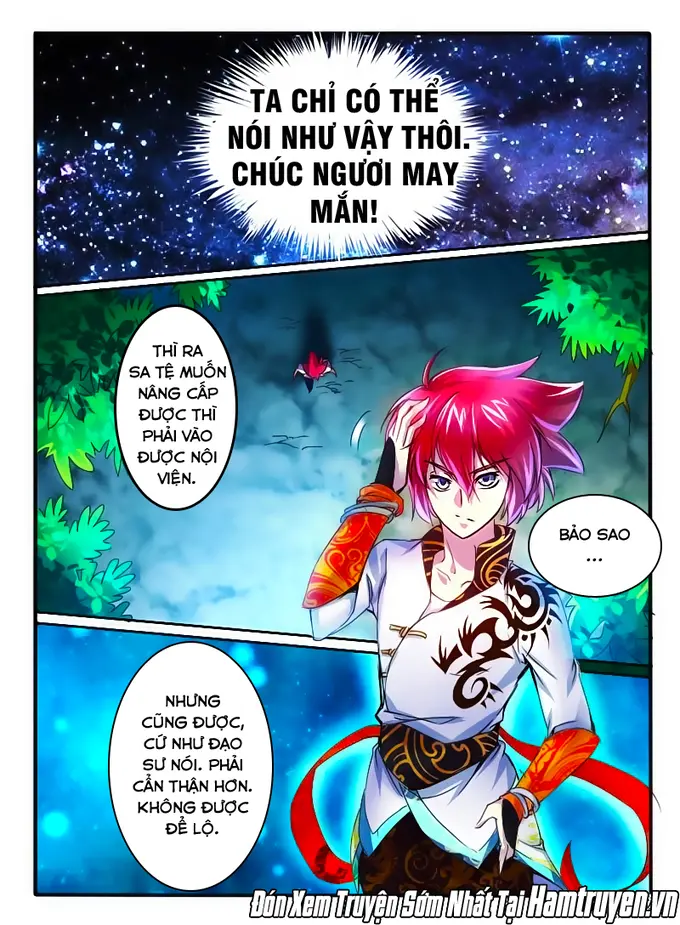 TA CHỈ CÓ THỂ
NÓI NHƯ VẬY THÔI.
CHÚC NGƯƠI MAY
MẮN!
THÌ RA
SA TỆ MUỐN
NÂNG CẤP
ĐƯỢC THÌ
PHẢI VÀO
ĐƯỢC NỘI
VIỆN.
BẢO SAO
...
NHƯNG
CŨNG ĐƯỢC,
CỨ NHƯ ĐẠO
SƯ NÓI. PHẢI
CẨN THẬN HƠN.
KHÔNG ĐƯỢC
ĐỂ LỘ.
Đón Xem Truyện Sớm Nhất Tại Hamtruyen.vn